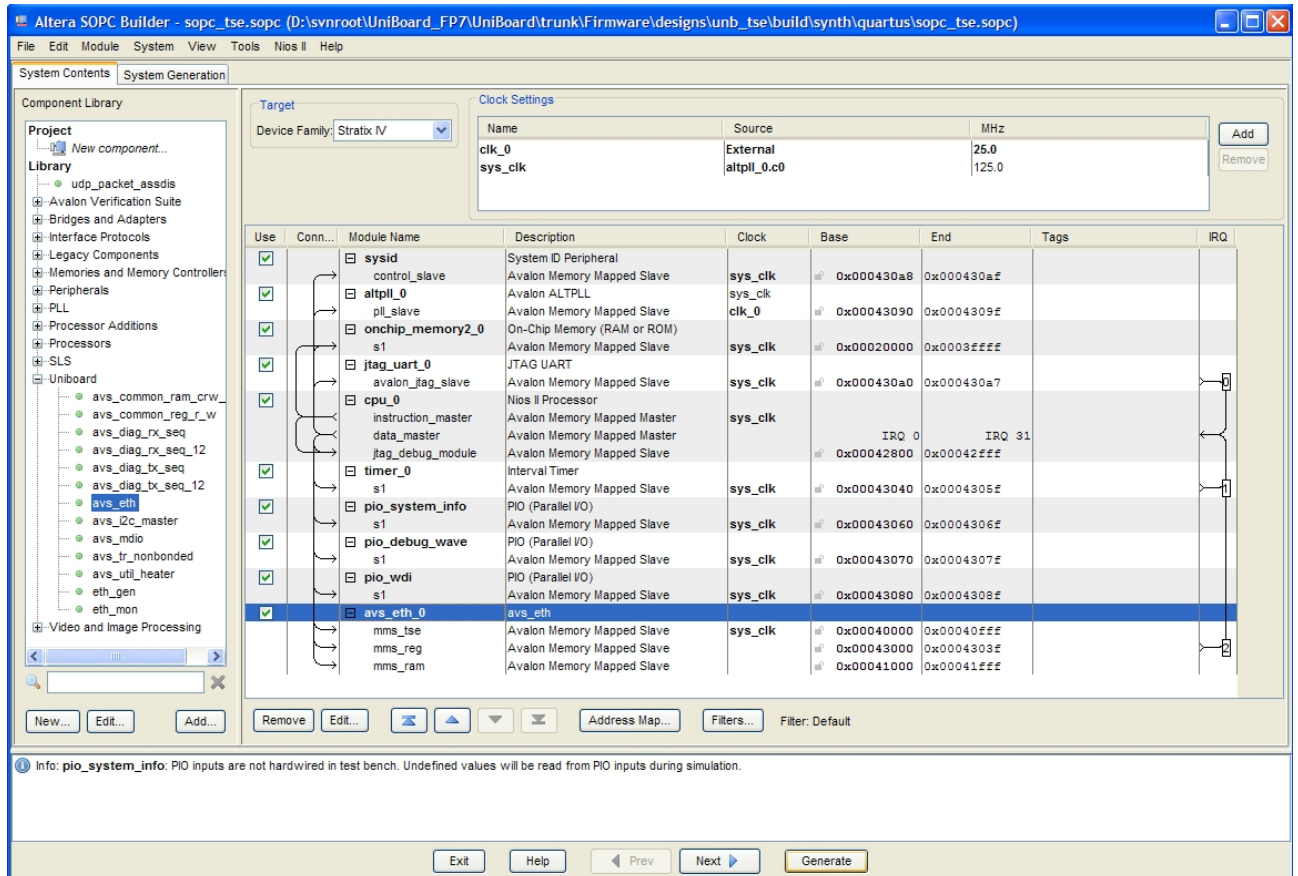 Altera SOPC Builder - sopc_tse.sopc (D:\svnroot\UniBoard_FP7\UniBoard\trunk\Firmware\designs\unb_tse\build\synth\quartus\sopc_tse.sopc)
File Edit Module System View Tools Nios II Help
System Contents System Generation
Component Library
Project
New component...
Library
udp_packet_assdis
Avalon Verification Suite
Bridges and Adapters
Interface Protocols
Legacy Components
Memories and Memory Controllers
Peripherals
PLL
Processor Additions
Processors
SLS
Uniboard
avs_common_ram_crw_
avs_common_reg_r_w
avs_diag_rx_seq
avs_diag_rx_seq_12
avs_diag_tx_seq
avs_diag_tx_seq_12
avs_eth
avs_i2c_master
avs_mdio
avs_tr_nonbonded
avs_util_heater
eth_gen
eth_mon
Video and Image Processing
New... Edit... Add...
Target
Device Family: Stratix IV
Clock Settings
Name Source MHz
clk_0 External 25.0
sys_clk altpll_0.c0 125.0
Add
Remove
Use Conn... Module Name Description Clock Base End Tags IRQ
sysid System ID Peripheral
control_slave Avalon Memory Mapped Slave sys_clk 0x000430a8 0x000430af
altpll_0 Avalon ALTPLL sys_clk
pll_slave Avalon Memory Mapped Slave clk_0 0x00043090 0x0004309f
onchip_memory2_0 On-Chip Memory (RAM or ROM)
s1 Avalon Memory Mapped Slave sys_clk 0x00020000 0x0003ffff
jtag_uart_0 JTAG UART
avalon_jtag_slave Avalon Memory Mapped Slave sys_clk 0x000430a0 0x000430a7 0
cpu_0 Nios II Processor
instruction_master Avalon Memory Mapped Master sys_clk
data_master Avalon Memory Mapped Master IRQ 0 IRQ 31
jtag_debug_module Avalon Memory Mapped Slave 0x00042800 0x00042fff
timer_0 Interval Timer
s1 Avalon Memory Mapped Slave sys_clk 0x00043040 0x0004305f 1
pio_system_info PIO (Parallel I/O)
s1 Avalon Memory Mapped Slave sys_clk 0x00043060 0x0004306f
pio_debug_wave PIO (Parallel I/O)
s1 Avalon Memory Mapped Slave sys_clk 0x00043070 0x0004307f
pio_wdi PIO (Parallel I/O)
s1 Avalon Memory Mapped Slave sys_clk 0x00043080 0x0004308f
avs_eth_0 avs_eth
mms_tse Avalon Memory Mapped Slave sys_clk 0x00040000 0x00040fff
mms_reg Avalon Memory Mapped Slave 0x00043000 0x0004303f 2
mms_ram Avalon Memory Mapped Slave 0x00041000 0x00041fff
Remove Edit... Address Map... Filters... Filter: Default
Info: pio_system_info: PIO inputs are not hardwired in test bench. Undefined values will be read from PIO inputs during simulation.
Exit Help Prev Next Generate